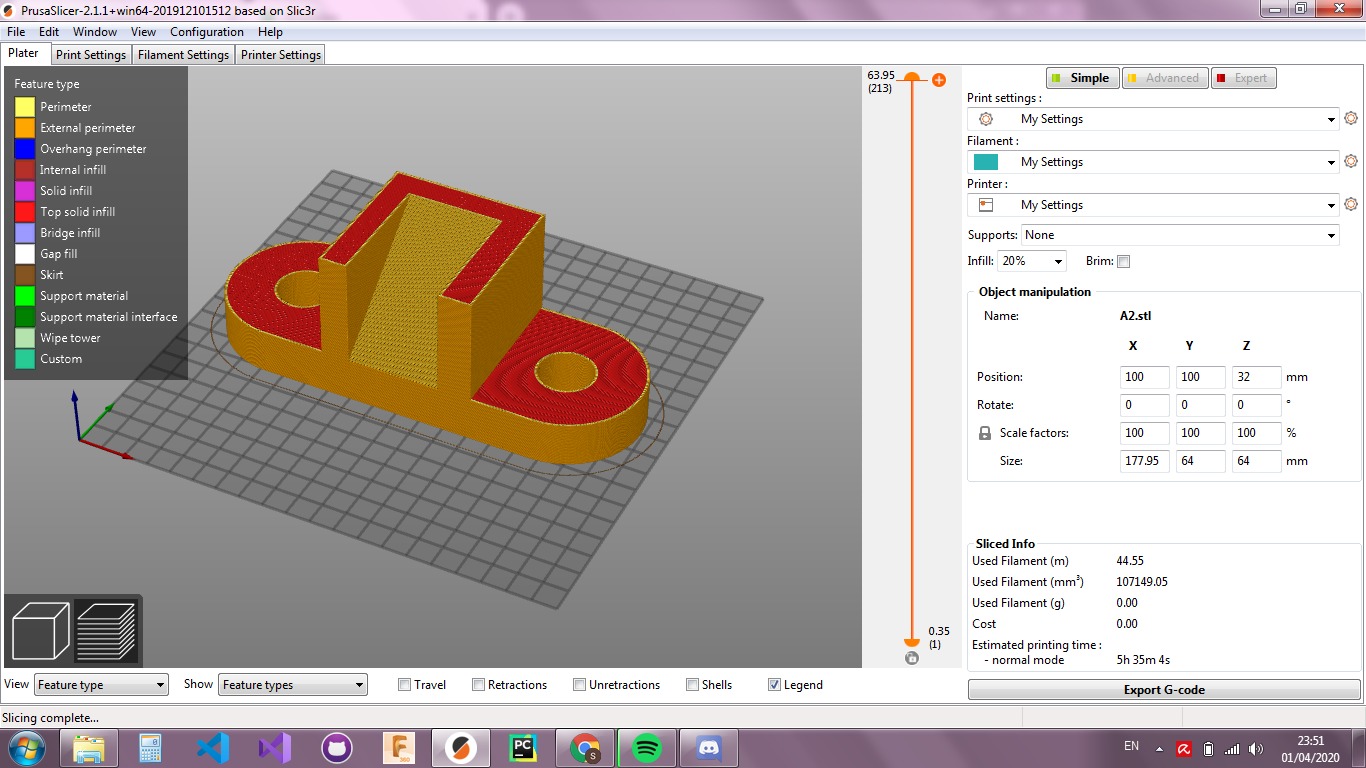 PrusaSlicer-2.1.1+win64-201912101512 based on Slic3r
File Edit Window View Configuration Help
Plater Print Settings Filament Settings Printer Settings
Feature type
Perimeter
External perimeter
Overhang perimeter
Internal infill
Solid infill
Top solid infill
Bridge infill
Gap fill
Skirt
Support material
Support material interface
Wipe tower
Custom
63.95
(213)
0.35
(1)
Simple Advanced Expert
Print settings :
My Settings
Filament :
My Settings
Printer :
My Settings
Supports: None
Infill: 20% Brim:
Object manipulation
Name: A2.stl
X Y Z
Position: 100 100 32 mm
Rotate: 0 0 0 °
Scale factors: 100 100 100 %
Size: 177.95 64 64 mm
Sliced Info
Used Filament (m) 44.55
Used Filament (mm³) 107149.05
Used Filament (g) 0.00
Cost 0.00
Estimated printing time :
- normal mode 5h 35m 4s
Export G-code
View Feature type Show Feature types Travel Retractions Unretractions Shells Legend
Slicing complete...
F
360
PC
S
EN
23:51
01/04/2020